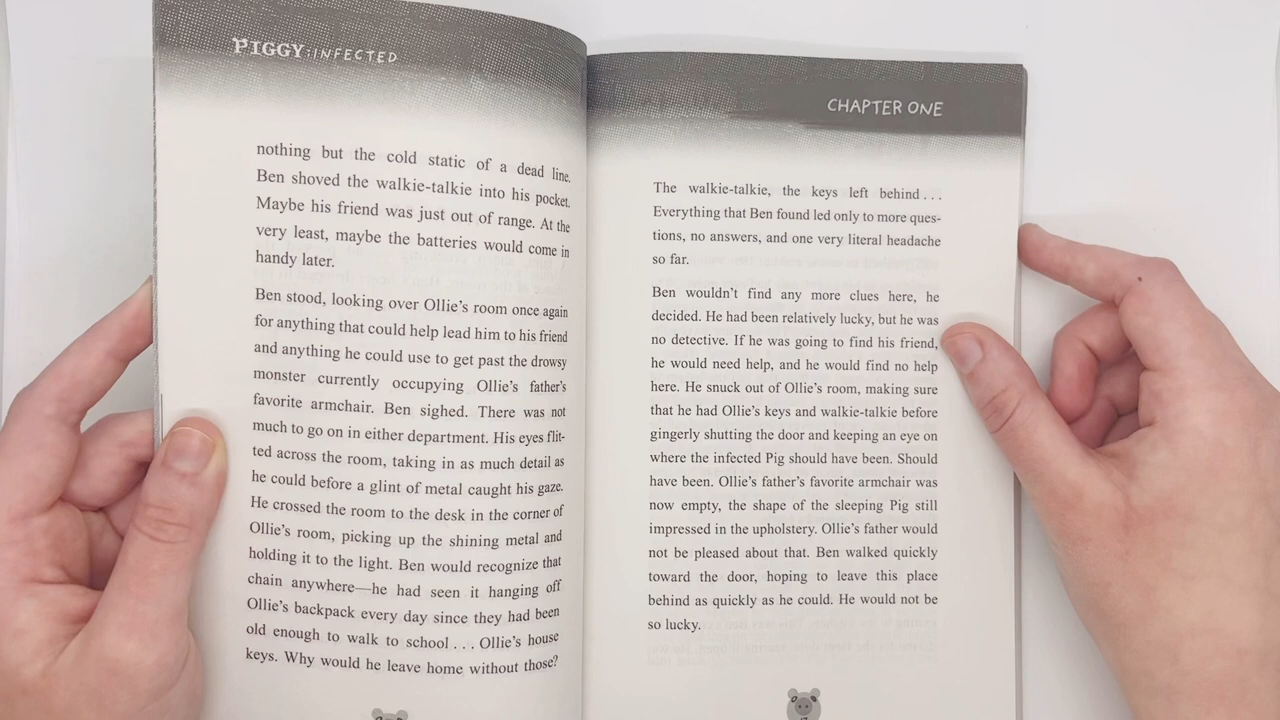 PIGGY: INFECTED
nothing but the cold static of a dead line.
Ben shoved the walkie-talkie into his pocket.
Maybe his friend was just out of range. At the
very least, maybe the batteries would come in
handy later.
Ben stood, looking over Ollie's room once again
for anything that could help lead him to his friend
and anything he could use to get past the drowsy
monster currently occupying Ollie's father's
favorite armchair. Ben sighed. There was not
much to go on in either department. His eyes flit-
ted across the room, taking in as much detail as
he could before a glint of metal caught his gaze.
He crossed the room to the desk in the corner of
Ollie's room, picking up the shining metal and
holding it to the light. Ben would recognize that
chain anywhere—he had seen it hanging off
Ollie's backpack every day since they had been
old enough to walk to school . . . Ollie's house
keys. Why would he leave home without those?
CHAPTER ONE
The walkie-talkie, the keys left behind . . .
Everything that Ben found led only to more ques-
tions, no answers, and one very literal headache
so far.
Ben wouldn't find any more clues here, he
decided. He had been relatively lucky, but he was
no detective. If he was going to find his friend,
he would need help, and he would find no help
here. He snuck out of Ollie's room, making sure
that he had Ollie's keys and walkie-talkie before
gingerly shutting the door and keeping an eye on
where the infected Pig should have been. Should
have been. Ollie's father's favorite armchair was
now empty, the shape of the sleeping Pig still
impressed in the upholstery. Ollie's father would
not be pleased about that. Ben walked quickly
toward the door, hoping to leave this place
behind as quickly as he could. He would not be
so lucky.